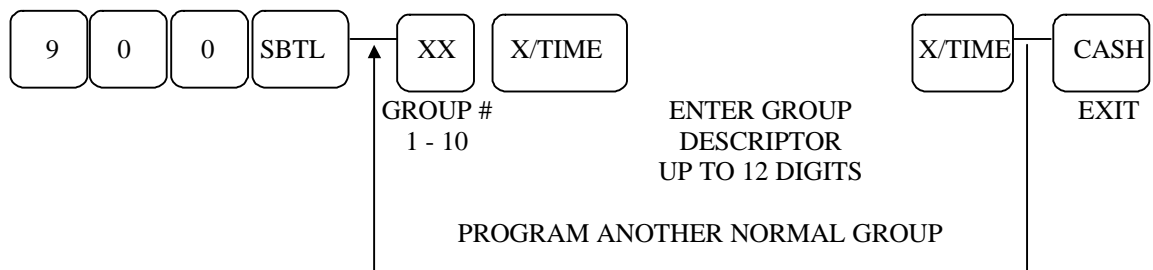 9 0 0 SBTL XX X/TIME X/TIME CASH
GROUP # ENTER GROUP EXIT
1 - 10 DESCRIPTOR
UP TO 12 DIGITS
PROGRAM ANOTHER NORMAL GROUP